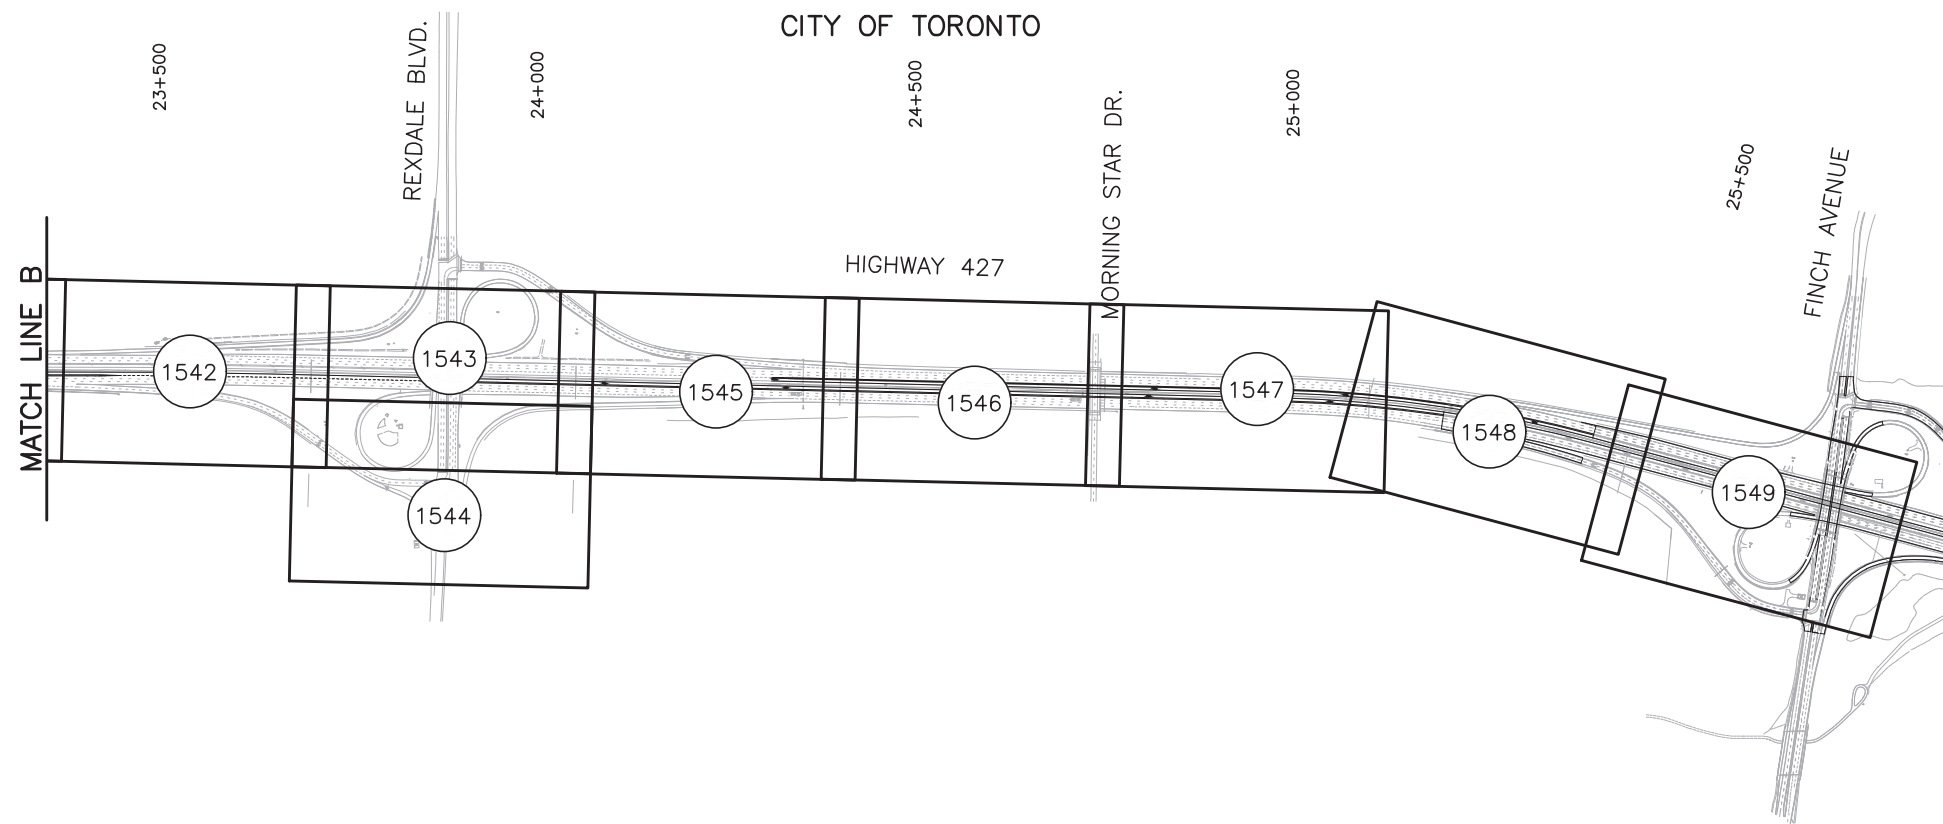 CITY OF TORONTO
23+500
REXDALE BLVD.
24+000
24+500
25+000
MORNING STAR DR.
25+500
FINCH AVENUE
HIGHWAY 427
MATCH LINE B
1542
1543
1544
1545
1546
1547
1548
1549